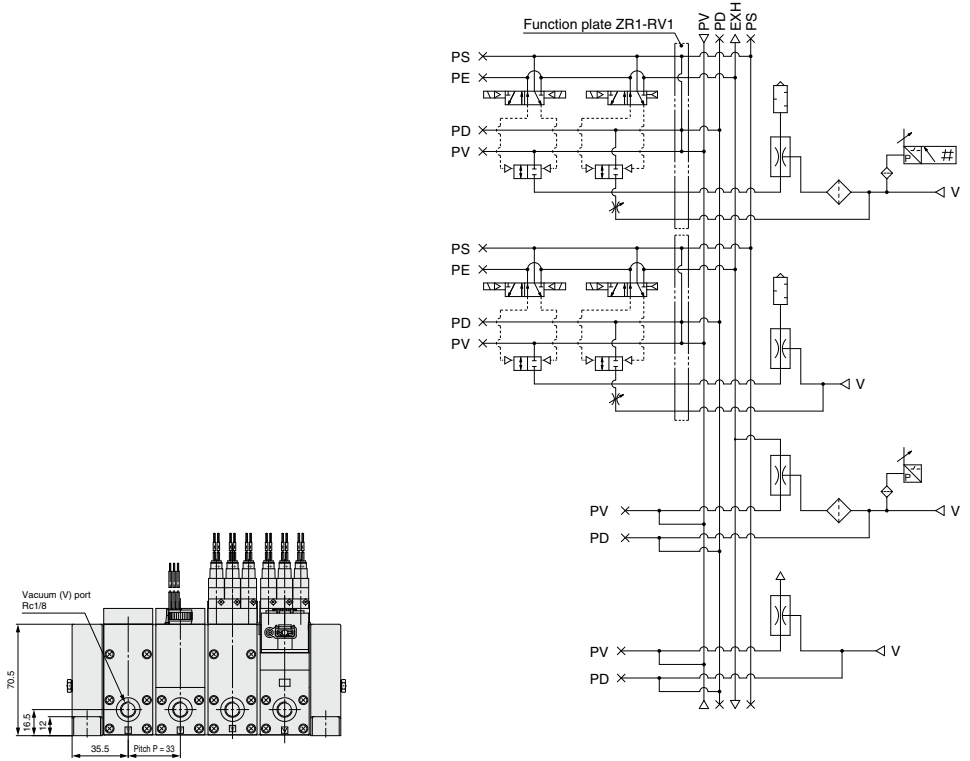 Function plate ZR1-RV1
PV
PD
EXH
PS
PS
PE
PD
PV
P
#
V
PS
PE
PD
PV
V
P
PV
V
PD
Vacuum (V) port
Rc1/8
PV
V
PD
70.5
16.5
12
35.5
Pitch P = 33